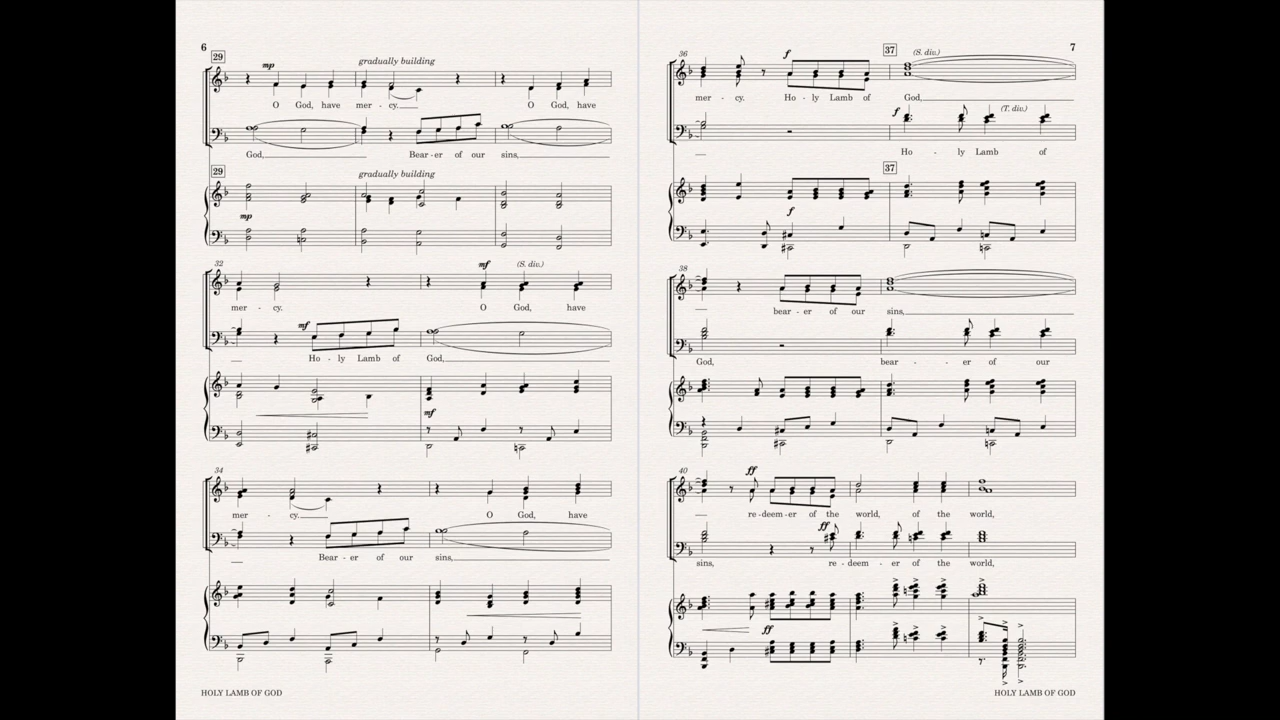 6
29
mp
gradually building
O God, have mer - cy.
O God, have
God,
Bear - er of our sins,
29
gradually building
mp
32
mf
(S. div.)
mer - cy.
O God, have
mf
Ho - ly Lamb of God,
mf
34
mer - cy.
O God, have
Bear - er of our sins,
HOLY LAMB OF GOD
7
36
f
37
(S. div.)
mer - cy. Ho - ly Lamb of God,
f
(T. div.)
Ho - ly Lamb of
37
f
38
bear - er of our sins,
God, bear - er of our
40
ff
re-deem-er of the world, of the world,
ff
sins, re - deem - er of the world,
ff
HOLY LAMB OF GOD